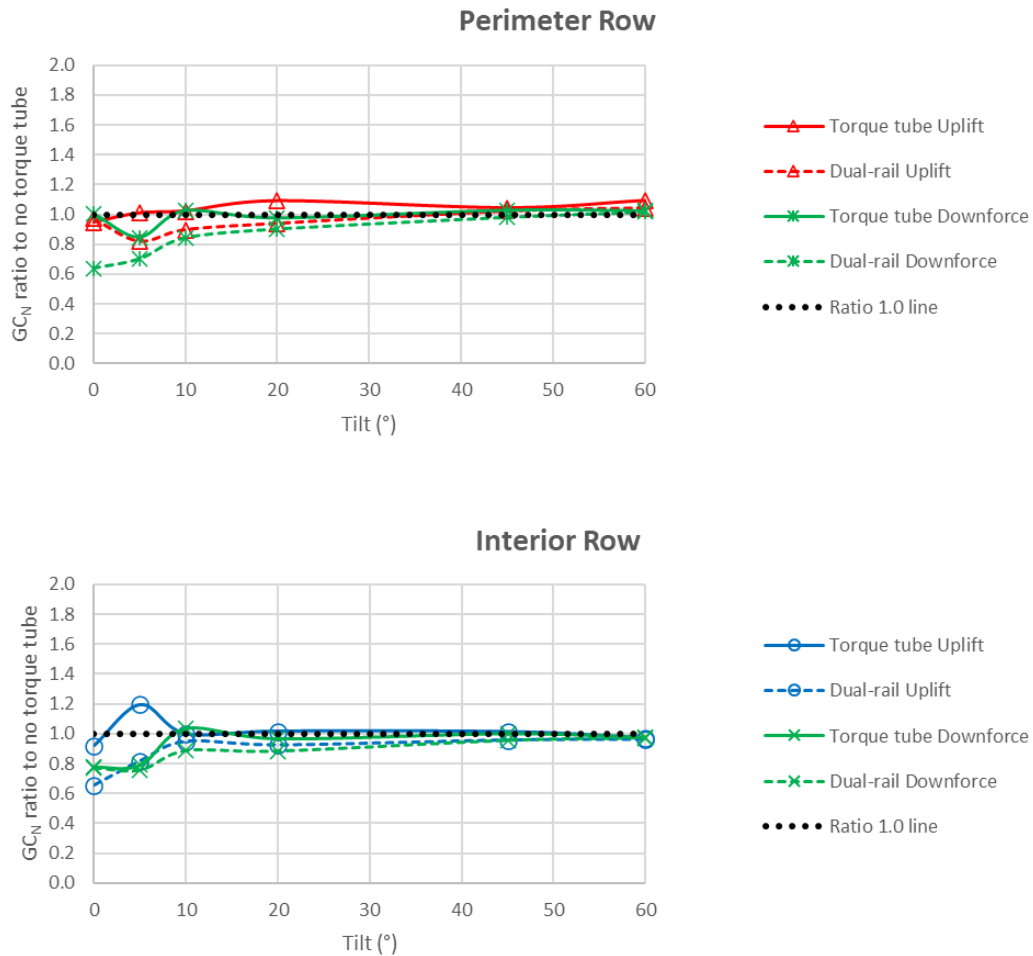 Perimeter Row
GC_N ratio to no torque tube
2.0
1.8
1.6
1.4
1.2
1.0
0.8
0.6
0.4
0.2
0.0
0 10 20 30 40 50 60
Tilt (°)
Torque tube Uplift
Dual-rail Uplift
Torque tube Downforce
Dual-rail Downforce
Ratio 1.0 line
Interior Row
GC_N ratio to no torque tube
2.0
1.8
1.6
1.4
1.2
1.0
0.8
0.6
0.4
0.2
0.0
0 10 20 30 40 50 60
Tilt (°)
Torque tube Uplift
Dual-rail Uplift
Torque tube Downforce
Dual-rail Downforce
Ratio 1.0 line